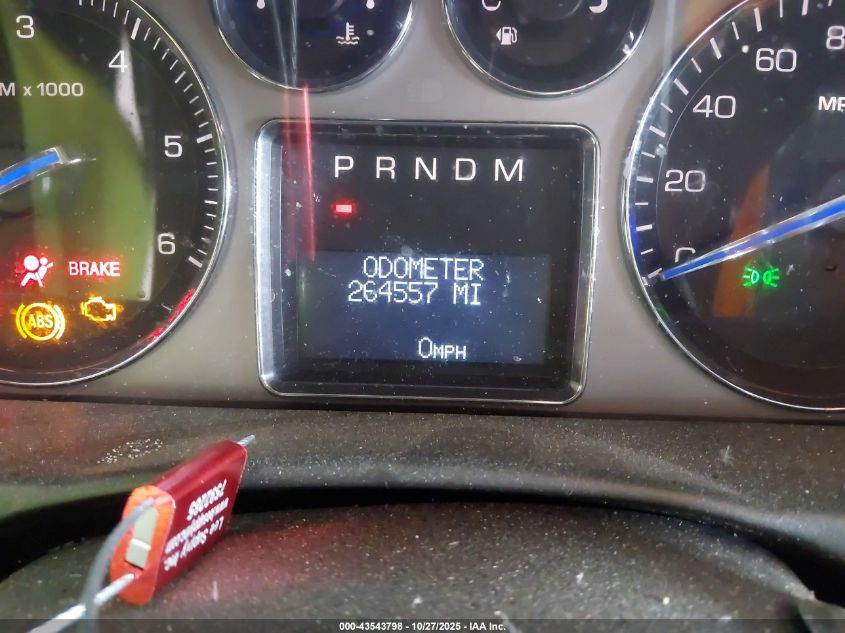 3
4
5
6
M x 1000
BRAKE
ABS
PRNDM
ODOMETER
264557 MI
0MPH
0
20
40
60
80
MP
000-43543798 - 10/27/2025 - IAA Inc.